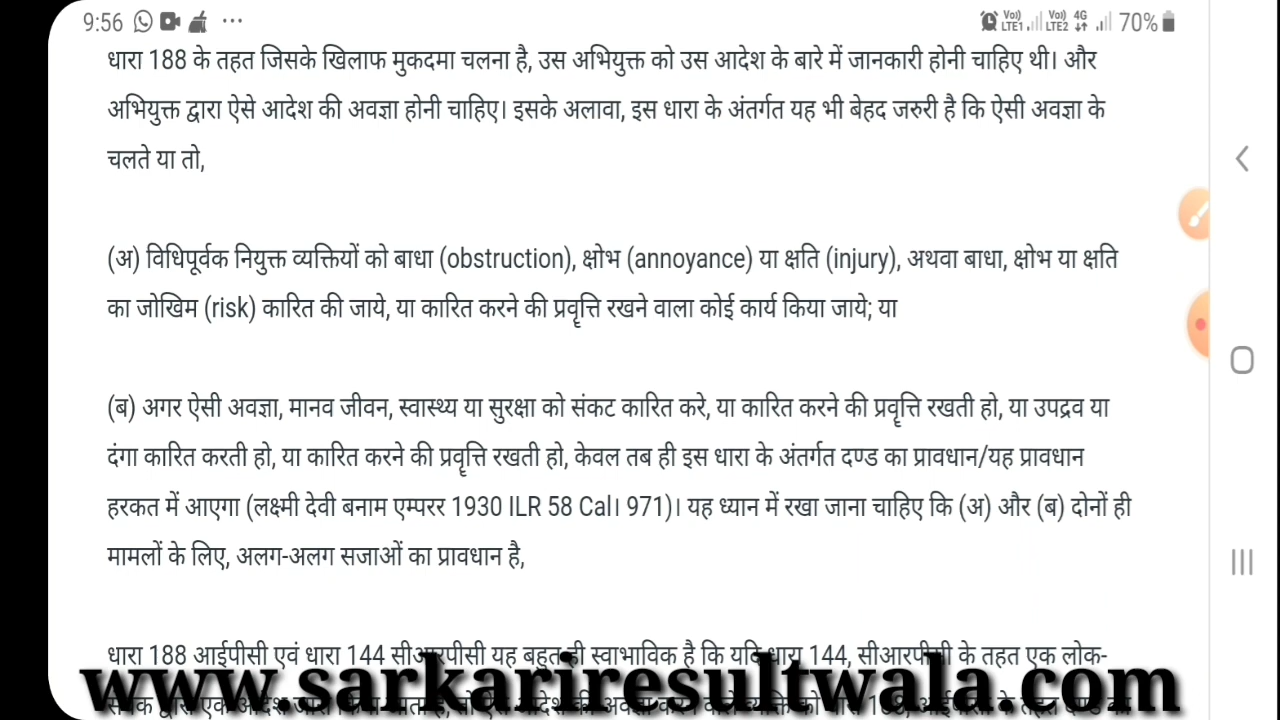 9:56 ... Vo) LTE1 Vo) LTE2 4G 70%
धारा 188 के तहत जिसके खिलाफ मुकदमा चलना है, उस अभियुक्त को उस आदेश के बारे में जानकारी होनी चाहिए थी। और
अभियुक्त द्वारा ऐसे आदेश की अवज्ञा होनी चाहिए। इसके अलावा, इस धारा के अंतर्गत यह भी बेहद जरुरी है कि ऐसी अवज्ञा के
चलते या तो,
(अ) विधिपूर्वक नियुक्त व्यक्तियों को बाधा (obstruction), क्षोभ (annoyance) या क्षति (injury), अथवा बाधा, क्षोभ या क्षति
का जोखिम (risk) कारित की जाये, या कारित करने की प्रवॄत्ति रखने वाला कोई कार्य किया जाये; या
(ब) अगर ऐसी अवज्ञा, मानव जीवन, स्वास्थ्य या सुरक्षा को संकट कारित करे, या कारित करने की प्रवॄत्ति रखती हो, या उपद्रव या
दंगा कारित करती हो, या कारित करने की प्रवॄत्ति रखती हो, केवल तब ही इस धारा के अंतर्गत दण्ड का प्रावधान/यह प्रावधान
हरकत में आएगा (लक्ष्मी देवी बनाम एम्परर 1930 ILR 58 Cal। 971)। यह ध्यान में रखा जाना चाहिए कि (अ) और (ब) दोनों ही
मामलों के लिए, अलग-अलग सजाओं का प्रावधान है,
धारा 188 आईपीसी एवं धारा 144 सीआरपीसी यह बहुत ही स्वाभाविक है कि यदि धारा 144, सीआरपीसी के तहत एक लोक-
www.sarkariresultwala.com